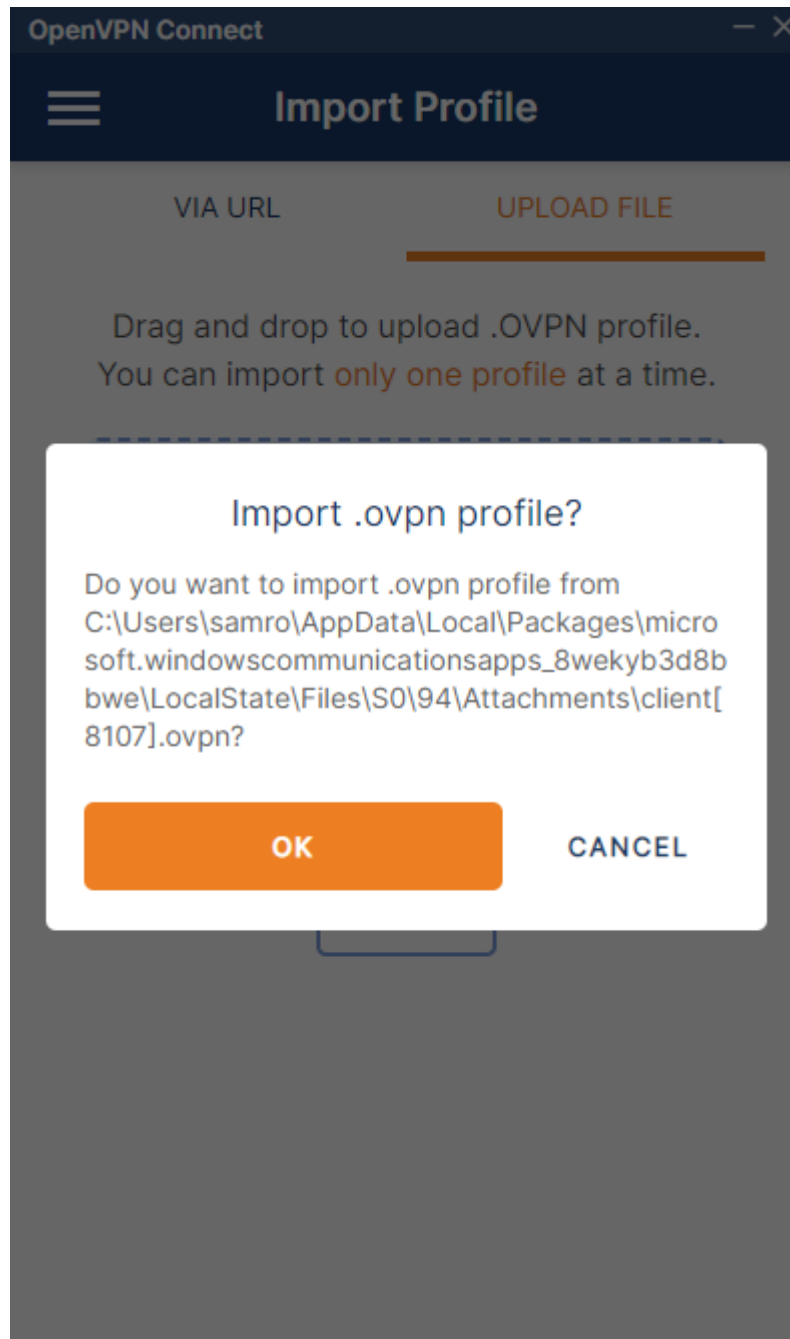 OpenVPN Connect
Import Profile
VIA URL
UPLOAD FILE
Drag and drop to upload .OVPN profile.
You can import only one profile at a time.
Import .ovpn profile?
Do you want to import .ovpn profile from
C:\Users\samro\AppData\Local\Packages\micro
soft.windowscommunicationsapps_8wekyb3d8b
bwe\LocalState\Files\S0\94\Attachments\client[
8107].ovpn?
OK
CANCEL